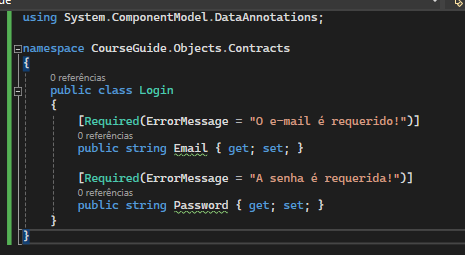 de
using System.ComponentModel.DataAnnotations;
namespace CourseGuide.Objects.Contracts
{
0 referências
public class Login
{
[Required(ErrorMessage = "O e-mail é requerido!")]
0 referências
public string Email { get; set; }
[Required(ErrorMessage = "A senha é requerida!")]
0 referências
public string Password { get; set; }
}
}